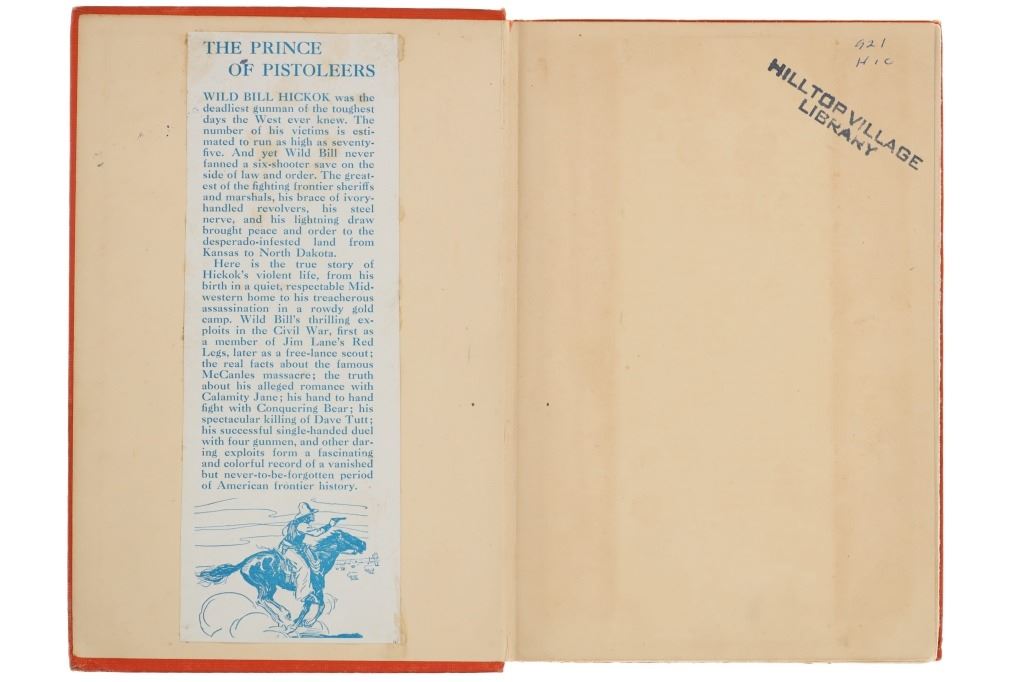 THE PRINCE
OF PISTOLEERS
WILD BILL HICKOK was the
deadliest gunman of the toughest
days the West ever knew. The
number of his victims is esti-
mated to run as high as seventy-
five. And yet Wild Bill never
fanned a six-shooter save on the
side of law and order. The great-
est of the fighting frontier sheriffs
and marshals, his brace of ivory-
handled revolvers, his steel
nerve, and his lightning draw
brought peace and order to the
desperado-infested land from
Kansas to North Dakota.
Here is the true story of
Hickok's violent life, from his
birth in a quiet, respectable Mid-
western home to his treacherous
assassination in a rowdy gold
camp. Wild Bill's thrilling ex-
ploits in the Civil War, first as
a member of Jim Lane's Red
Legs, later as a free-lance scout;
the real facts about the famous
McCanles massacre; the truth
about his alleged romance with
Calamity Jane; his hand to hand
fight with Conquering Bear; his
spectacular killing of Dave Tutt;
his successful single-handed duel
with four gunmen, and other dar-
ing exploits form a fascinating
and colorful record of a vanished
but never-to-be-forgotten period
of American frontier history.
921
HIC
HILLTOP VILLAGE
LIBRARY